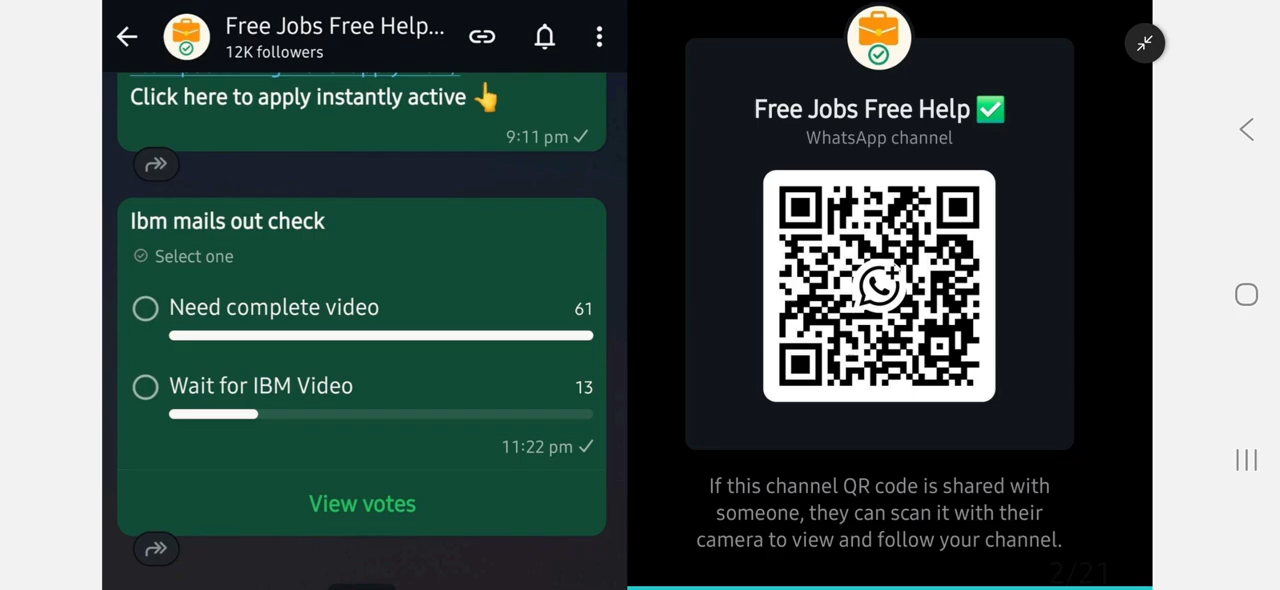 Free Jobs Free Help...
12K followers
Click here to apply instantly active 👆
9:11 pm
Ibm mails out check
Select one
Need complete video
61
Wait for IBM Video
13
11:22 pm
View votes
Free Jobs Free Help ✅
WhatsApp channel
If this channel QR code is shared with
someone, they can scan it with their
camera to view and follow your channel.
2/21